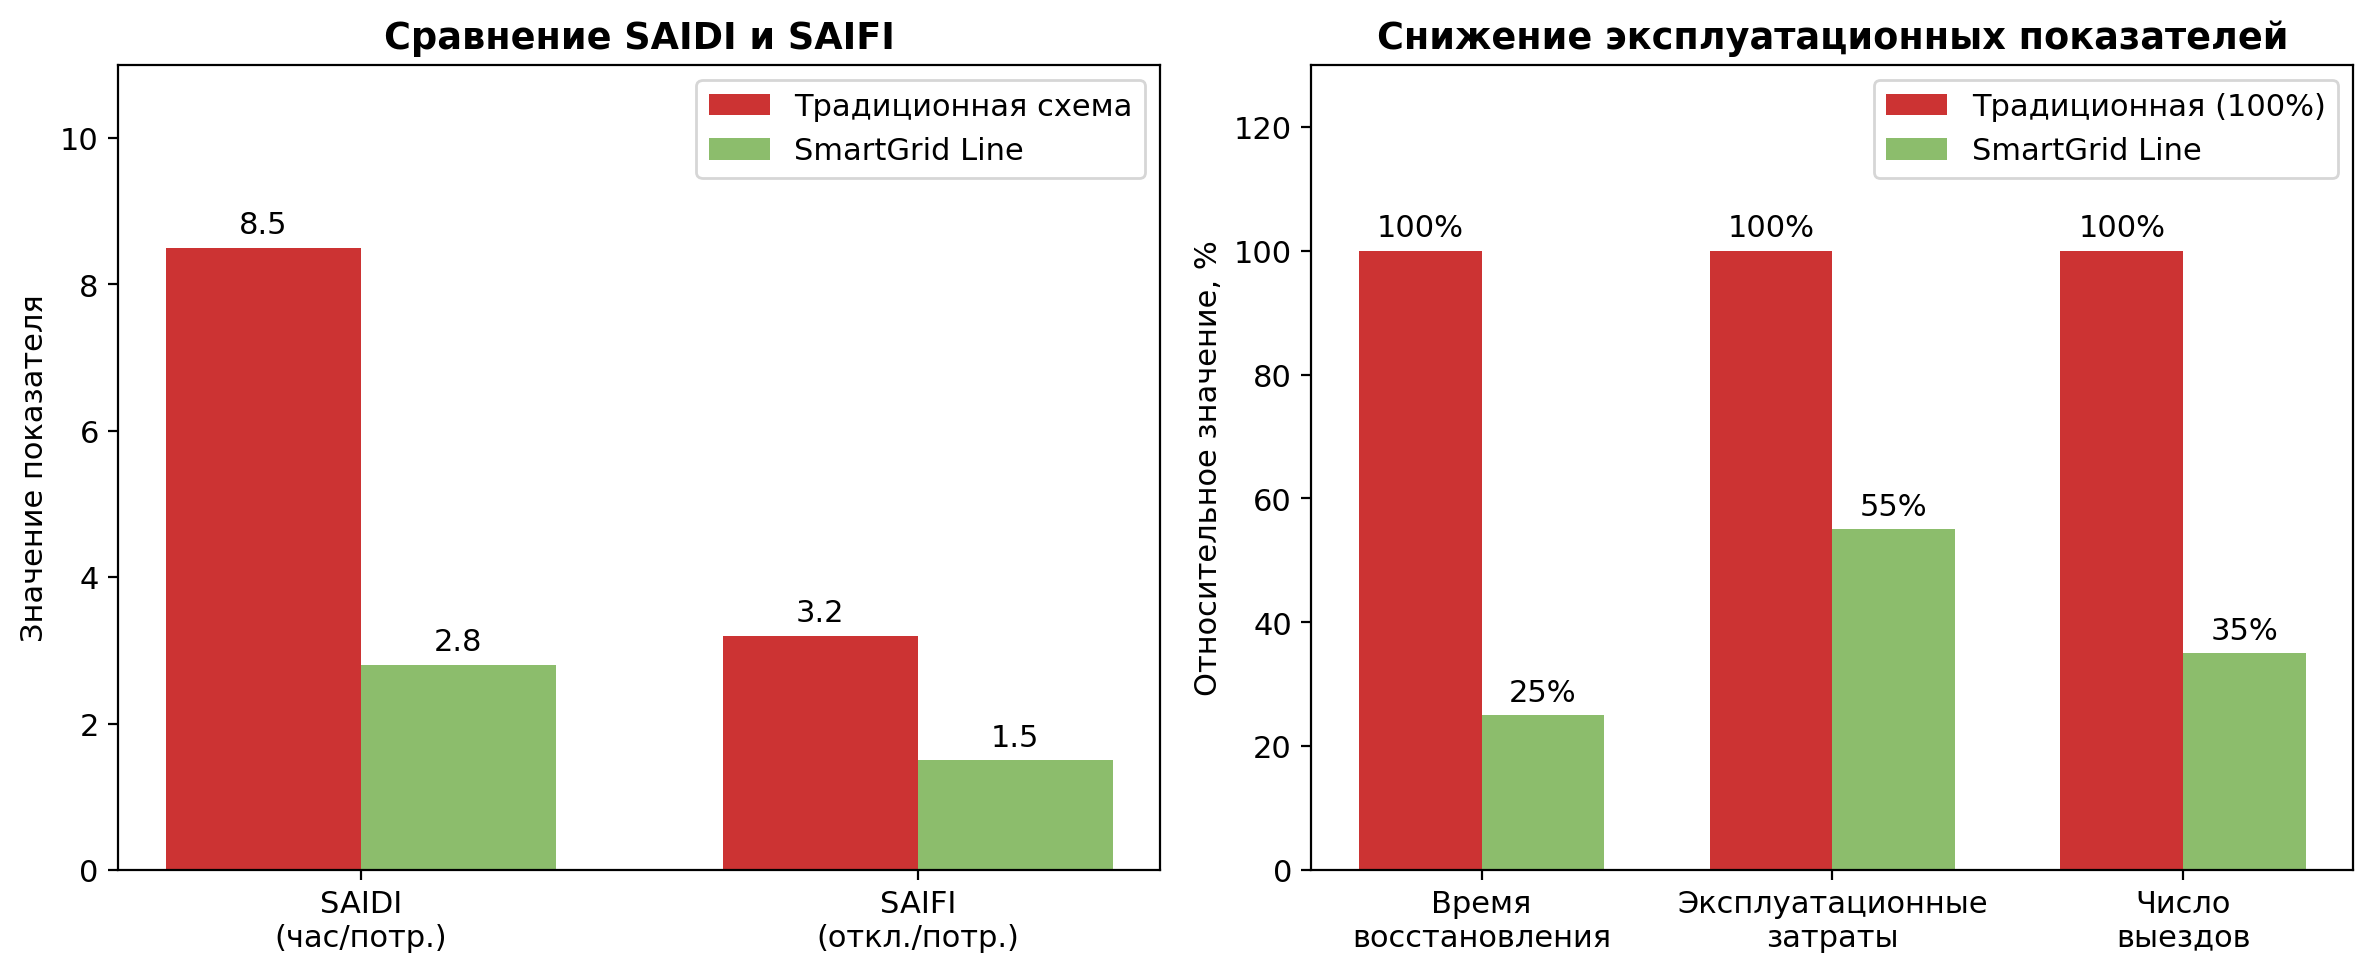 Сравнение SAIDI и SAIFI
Значение показателя
10
8
6
4
2
0
Традиционная схема
SmartGrid Line
8.5
2.8
3.2
1.5
SAIDI
(час/потр.)
SAIFI
(откл./потр.)
Снижение эксплуатационных показателей
Относительное значение, %
120
100
80
60
40
20
0
Традиционная (100%)
SmartGrid Line
100%
25%
100%
55%
100%
35%
Время
восстановления
Эксплуатационные
затраты
Число
выездов